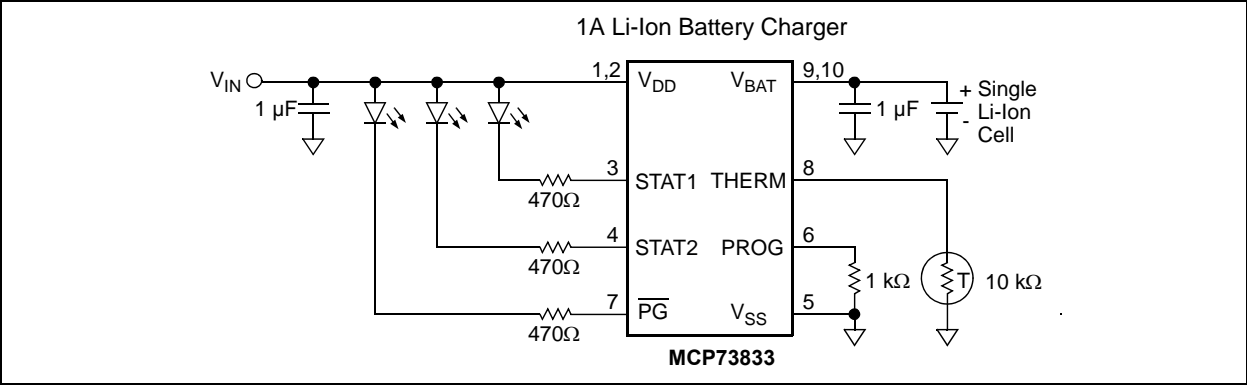 1A Li-Ion Battery Charger
VIN
1 µF
1,2
VDD
VBAT
9,10
1 µF
+ Single
- Li-Ion
Cell
3
STAT1
470Ω
THERM
8
4
STAT2
470Ω
PROG
6
1 kΩ
T
10 kΩ
7
PG
470Ω
VSS
5
MCP73833